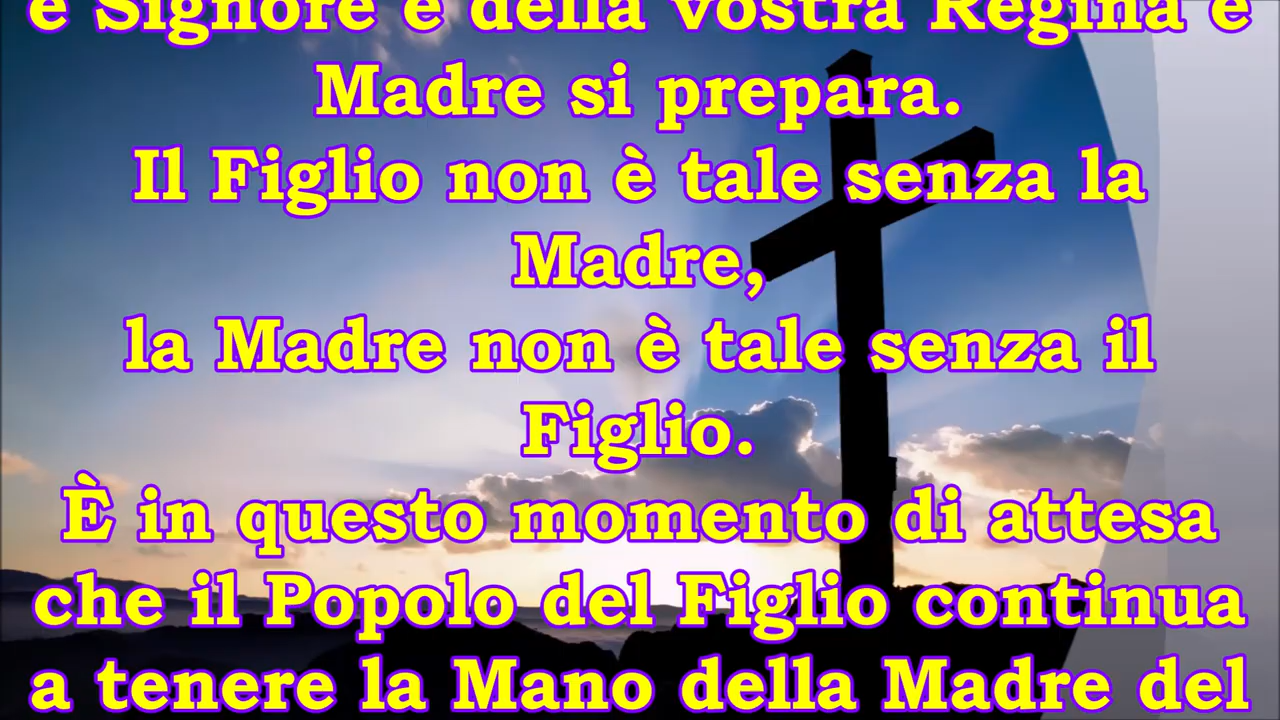 e Signore e della vostra Regina e
Madre si prepara.
Il Figlio non è tale senza la
Madre,
la Madre non è tale senza il
Figlio.
È in questo momento di attesa
che il Popolo del Figlio continua
a tenere la Mano della Madre del